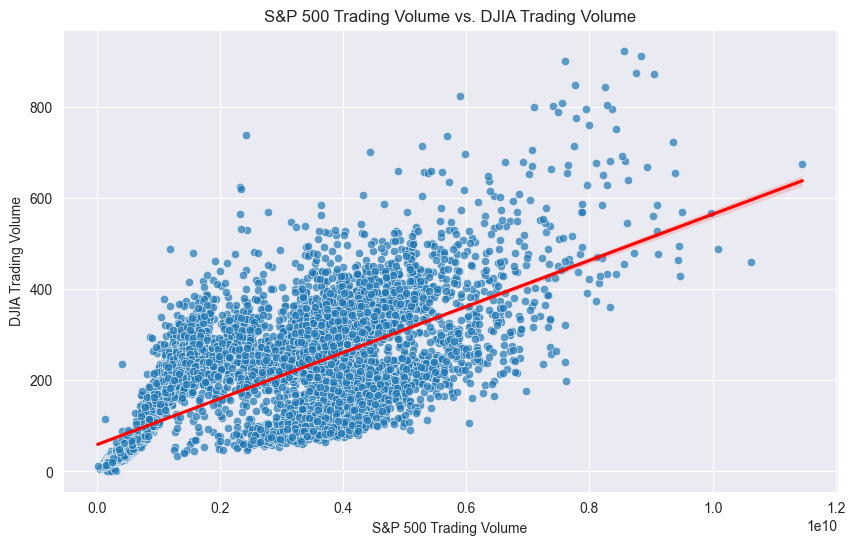 S&P 500 Trading Volume vs. DJIA Trading Volume
DJIA Trading Volume
800
600
400
200
0
0.0 0.2 0.4 0.6 0.8 1.0 1.2
1e10
S&P 500 Trading Volume